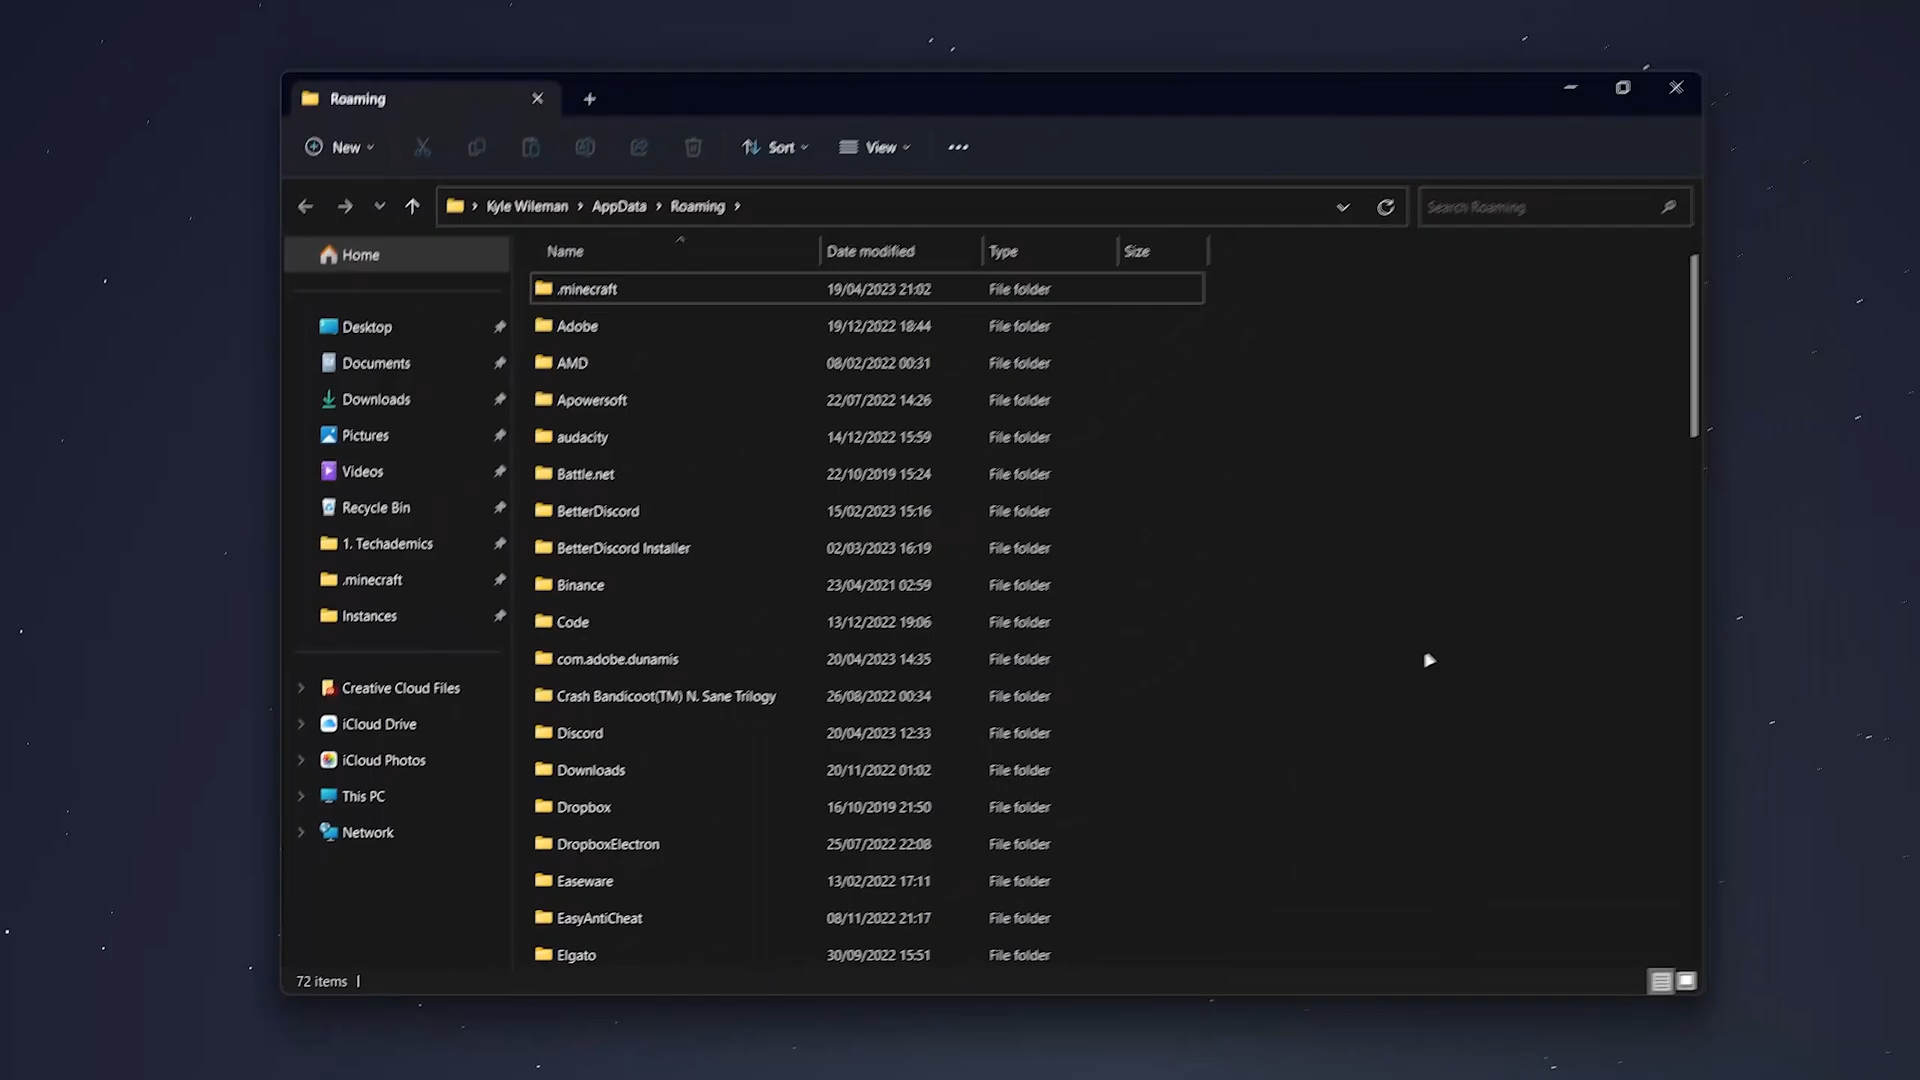 Roaming
New
Sort
View
Kyle Wileman
AppData
Roaming
Search Roaming
Home
Desktop
Documents
Downloads
Pictures
Videos
Recycle Bin
1. Techademics
.minecraft
Instances
Creative Cloud Files
iCloud Drive
iCloud Photos
This PC
Network
Name Date modified Type Size
.minecraft 19/04/2023 21:02 File folder
Adobe 19/12/2022 18:44 File folder
AMD 08/02/2022 00:31 File folder
Apowersoft 22/07/2022 14:26 File folder
audacity 14/12/2022 15:59 File folder
Battle.net 22/10/2019 15:24 File folder
BetterDiscord 15/02/2023 15:16 File folder
BetterDiscord Installer 02/03/2023 16:19 File folder
Binance 23/04/2021 02:59 File folder
Code 13/12/2022 19:06 File folder
com.adobe.dunamis 20/04/2023 14:35 File folder
Crash Bandicoot(TM) N. Sane Trilogy 26/08/2022 00:34 File folder
Discord 20/04/2023 12:33 File folder
Downloads 20/11/2022 01:02 File folder
Dropbox 16/10/2019 21:50 File folder
DropboxElectron 25/07/2022 22:08 File folder
Easeware 13/02/2022 17:11 File folder
EasyAntiCheat 08/11/2022 21:17 File folder
Elgato 30/09/2022 15:51 File folder
72 items